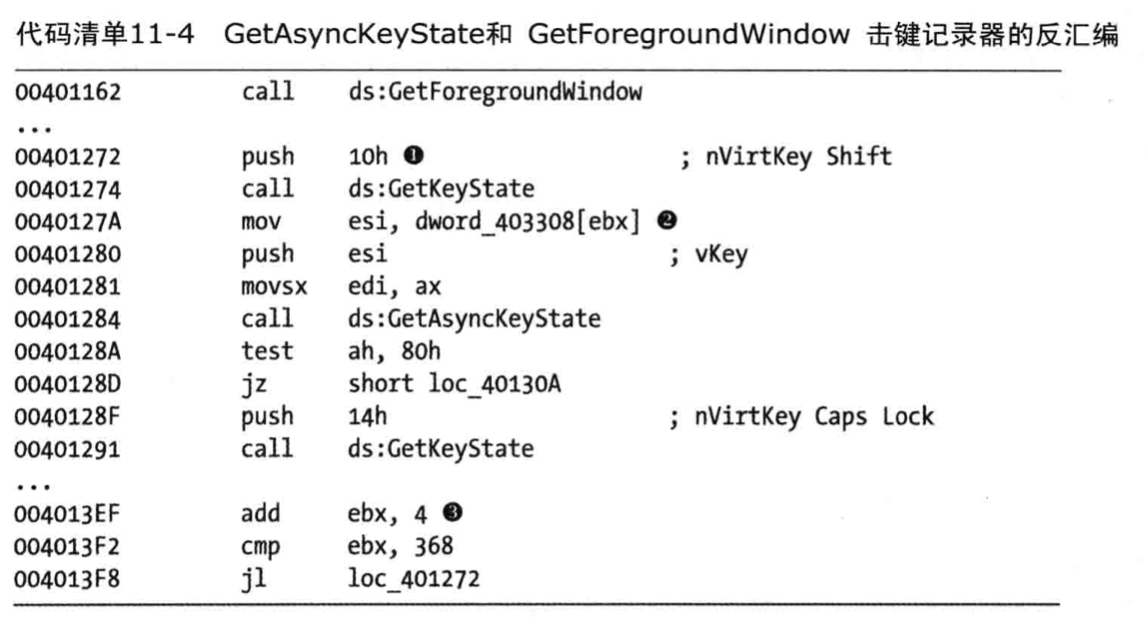 代码清单11-4 GetAsyncKeyState和 GetForegroundWindow 击键记录器的反汇编
00401162 call ds:GetForegroundWindow
...
00401272 push 10h ❶ ; nVirtKey Shift
00401274 call ds:GetKeyState
0040127A mov esi, dword_403308[ebx] ❷
00401280 push esi ; vKey
00401281 movsx edi, ax
00401284 call ds:GetAsyncKeyState
0040128A test ah, 80h
0040128D jz short loc_40130A
0040128F push 14h ; nVirtKey Caps Lock
00401291 call ds:GetKeyState
...
004013EF add ebx, 4 ❸
004013F2 cmp ebx, 368
004013F8 jl loc_401272